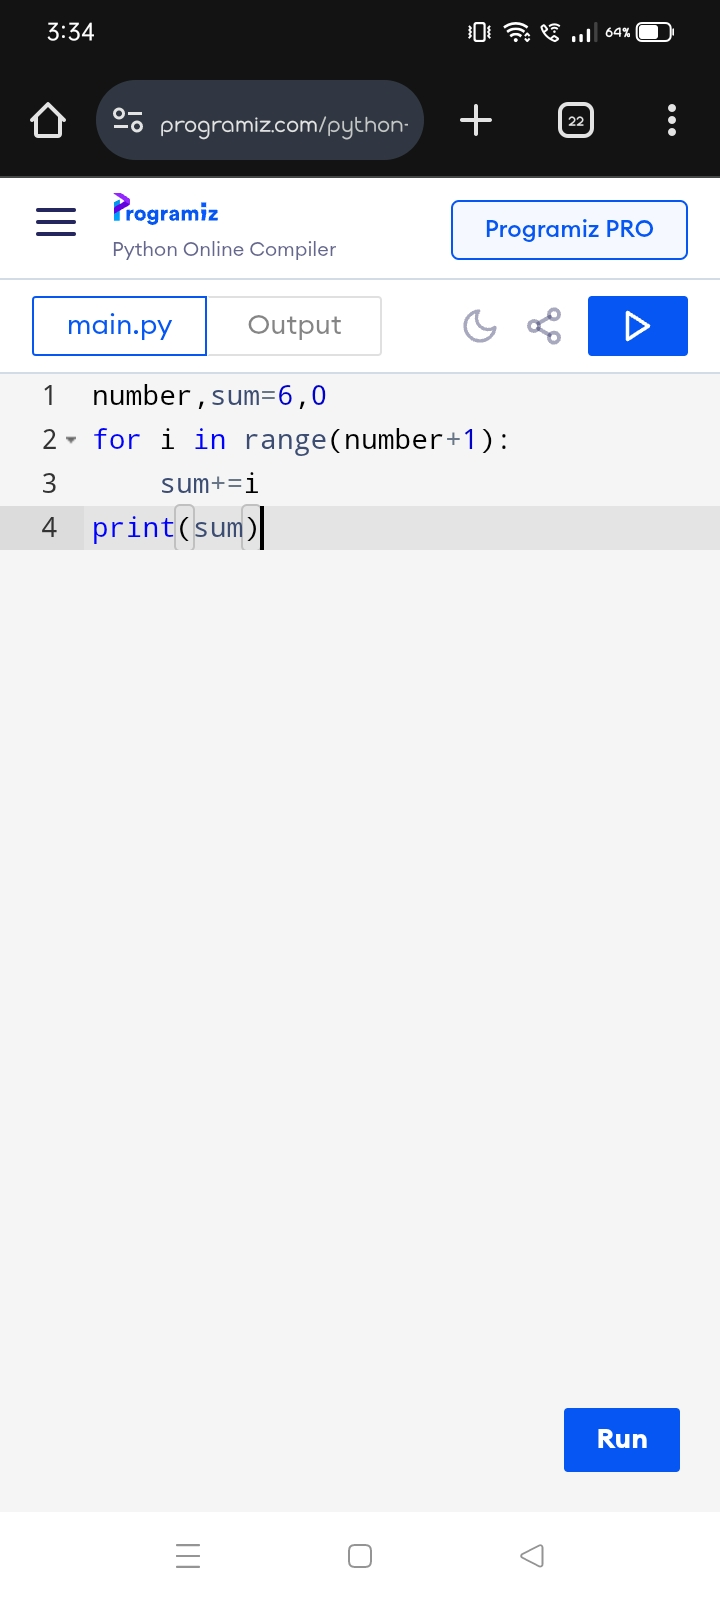 3:34
64%
programiz.com/python-
22
Programiz
Python Online Compiler
Programiz PRO
main.py
Output
1 number,sum=6,0
2 for i in range(number+1):
3     sum+=i
4 print(sum)
Run